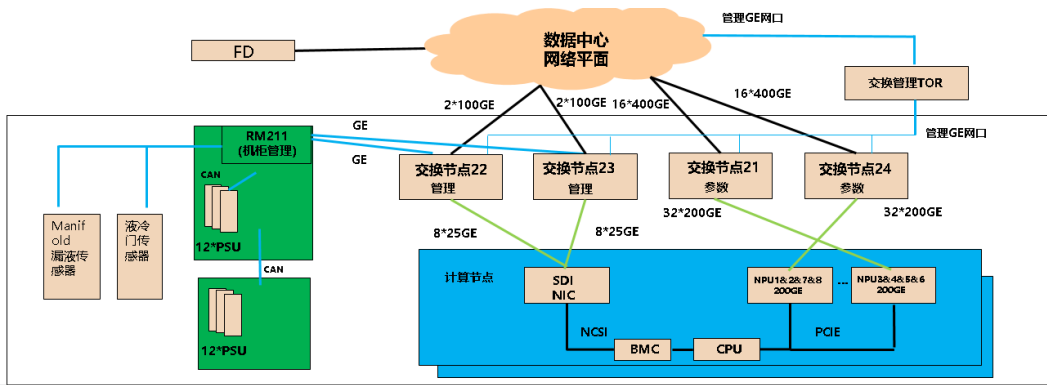 管理GE网口
数据中心
网络平面
FD
交换管理TOR
2*100GE
2*100GE
16*400GE
16*400GE
GE
管理GE网口
RM211
(机柜管理)
GE
交换节点22
管理
交换节点23
管理
交换节点21
参数
交换节点24
参数
CAN
Manif
old
漏液传
感器
液冷
门传
感器
12*PSU
8*25GE
8*25GE
32*200GE
32*200GE
CAN
计算节点
SDI
NIC
NPU1&2&7&8
200GE
...
NPU3&4&5&6
200GE
12*PSU
NCSI
BMC
CPU
PCIE